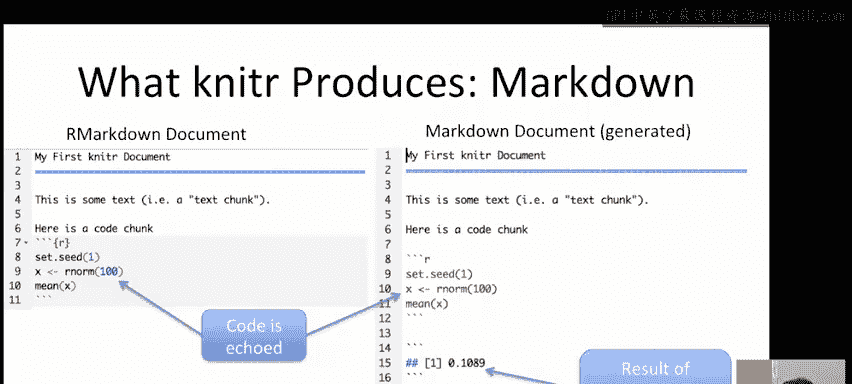 What knitr Produces: Markdown
RMarkdown Document
1 My First knitr Document
2 ================================
3
4 This is some text (i.e. a "text chunk").
5
6 Here is a code chunk
7 ```{r}
8 set.seed(1)
9 x <- rnorm(100)
10 mean(x)
11 ```
Markdown Document (generated)
1 My First knitr Document
2 ================================
3
4 This is some text (i.e. a "text chunk").
5
6 Here is a code chunk
7
8 ```r
9 set.seed(1)
10 x <- rnorm(100)
11 mean(x)
12 ```
13
14 ```
15 ## [1] 0.1089
16 ```
Code is
echoed
Result of